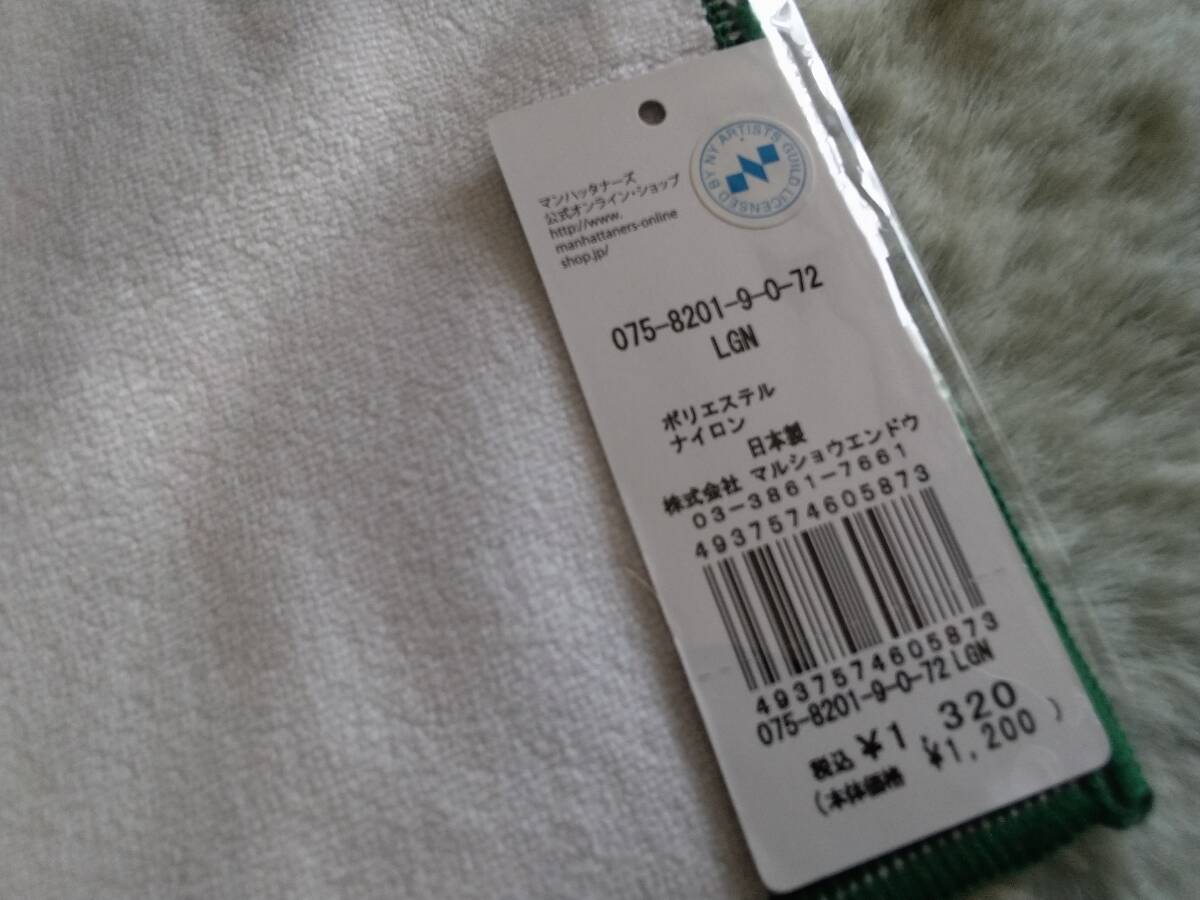 LICENSED BY NY ARTISTS GUILD
マンハッタナーズ
公式オンライン・ショップ
http://www.
manhattaners-online
shop.jp/
075-8201-9-0-72
LGN
ポリエステル
ナイロン
日本製
株式会社 マルショウエンドウ
03-3861-7661
4937574605873
4937574605873
075-8201-9-0-72 LGN
税込 ¥1,320
(本体価格 ¥1,200 )